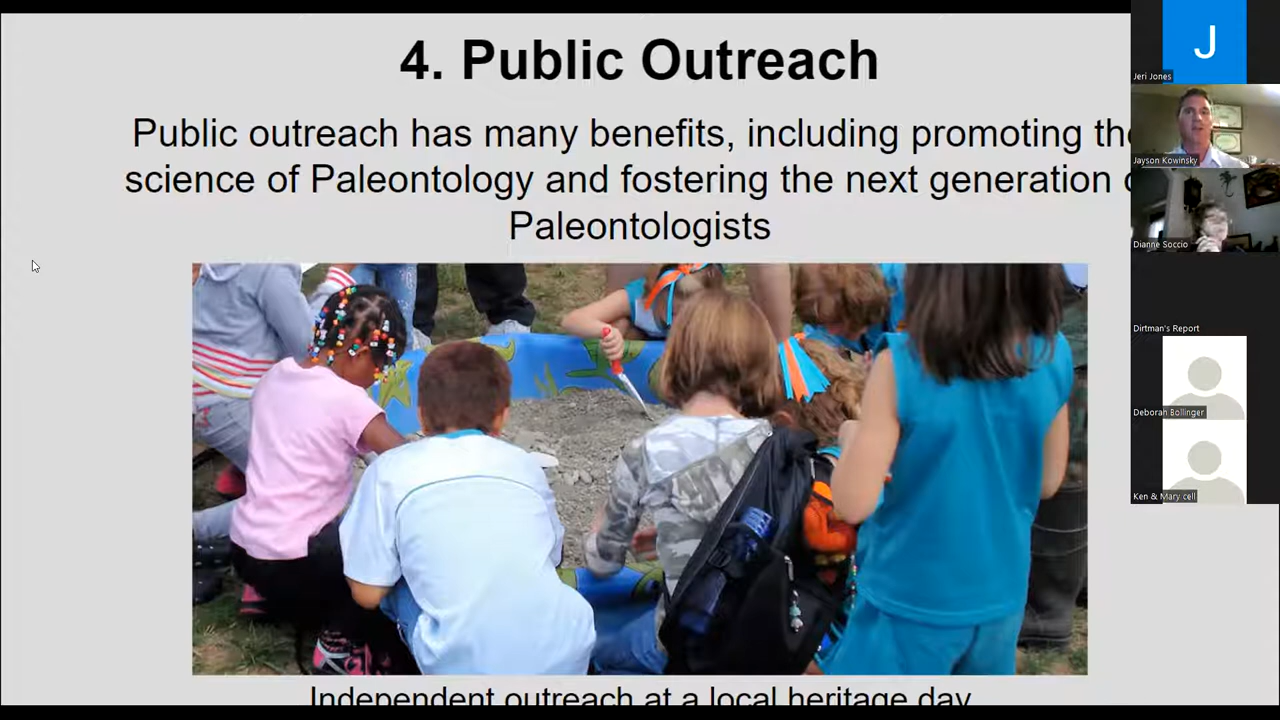 4. Public Outreach
Public outreach has many benefits, including promoting the
science of Paleontology and fostering the next generation
Paleontologists
Independent outreach at a local heritage day
J
Jeri Jones
Jayson Kowinsky
Dianne Soccio
Dirtman's Report
Deborah Bollinger
Ken & Mary cell